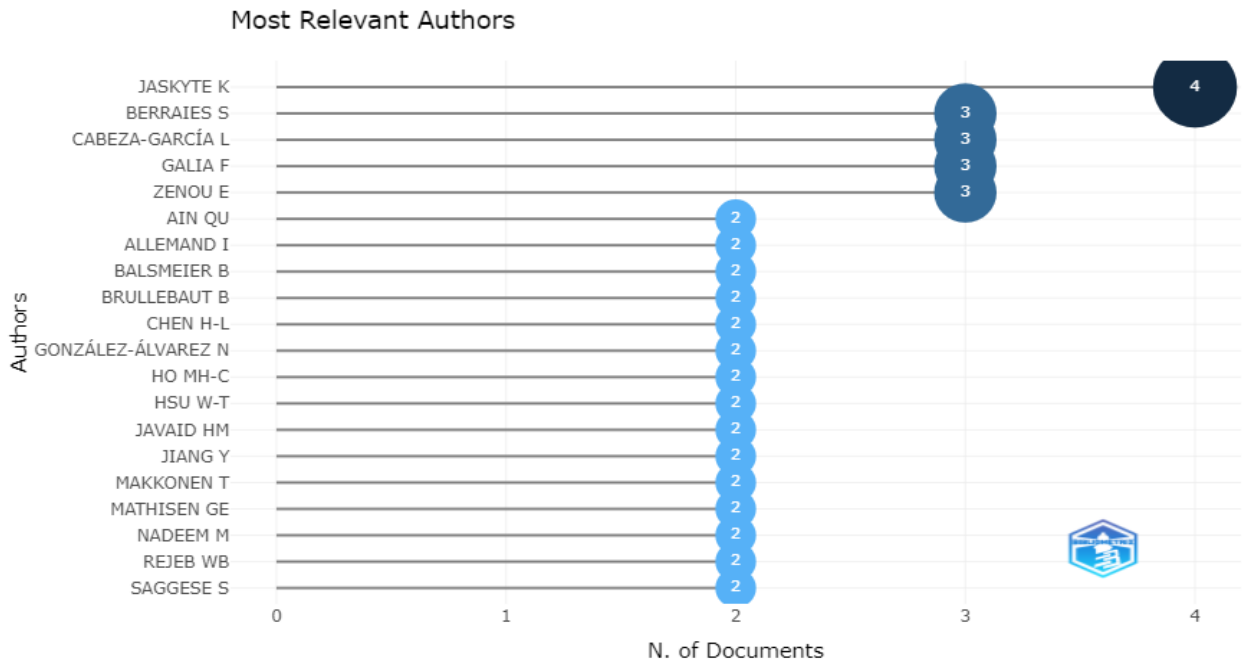 Most Relevant Authors
Authors
JASKYTE K 4
BERRAIES S 3
CABEZA-GARCÍA L 3
GALIA F 3
ZENOU E 3
AIN QU 2
ALLEMAND I 2
BALSMEIER B 2
BRULLEBAUT B 2
CHEN H-L 2
GONZÁLEZ-ÁLVAREZ N 2
HO MH-C 2
HSU W-T 2
JAVAID HM 2
JIANG Y 2
MAKKONEN T 2
MATHISEN GE 2
NADEEM M 2
REJEB WB 2
SAGGESE S 2
0 1 2 3 4
N. of Documents